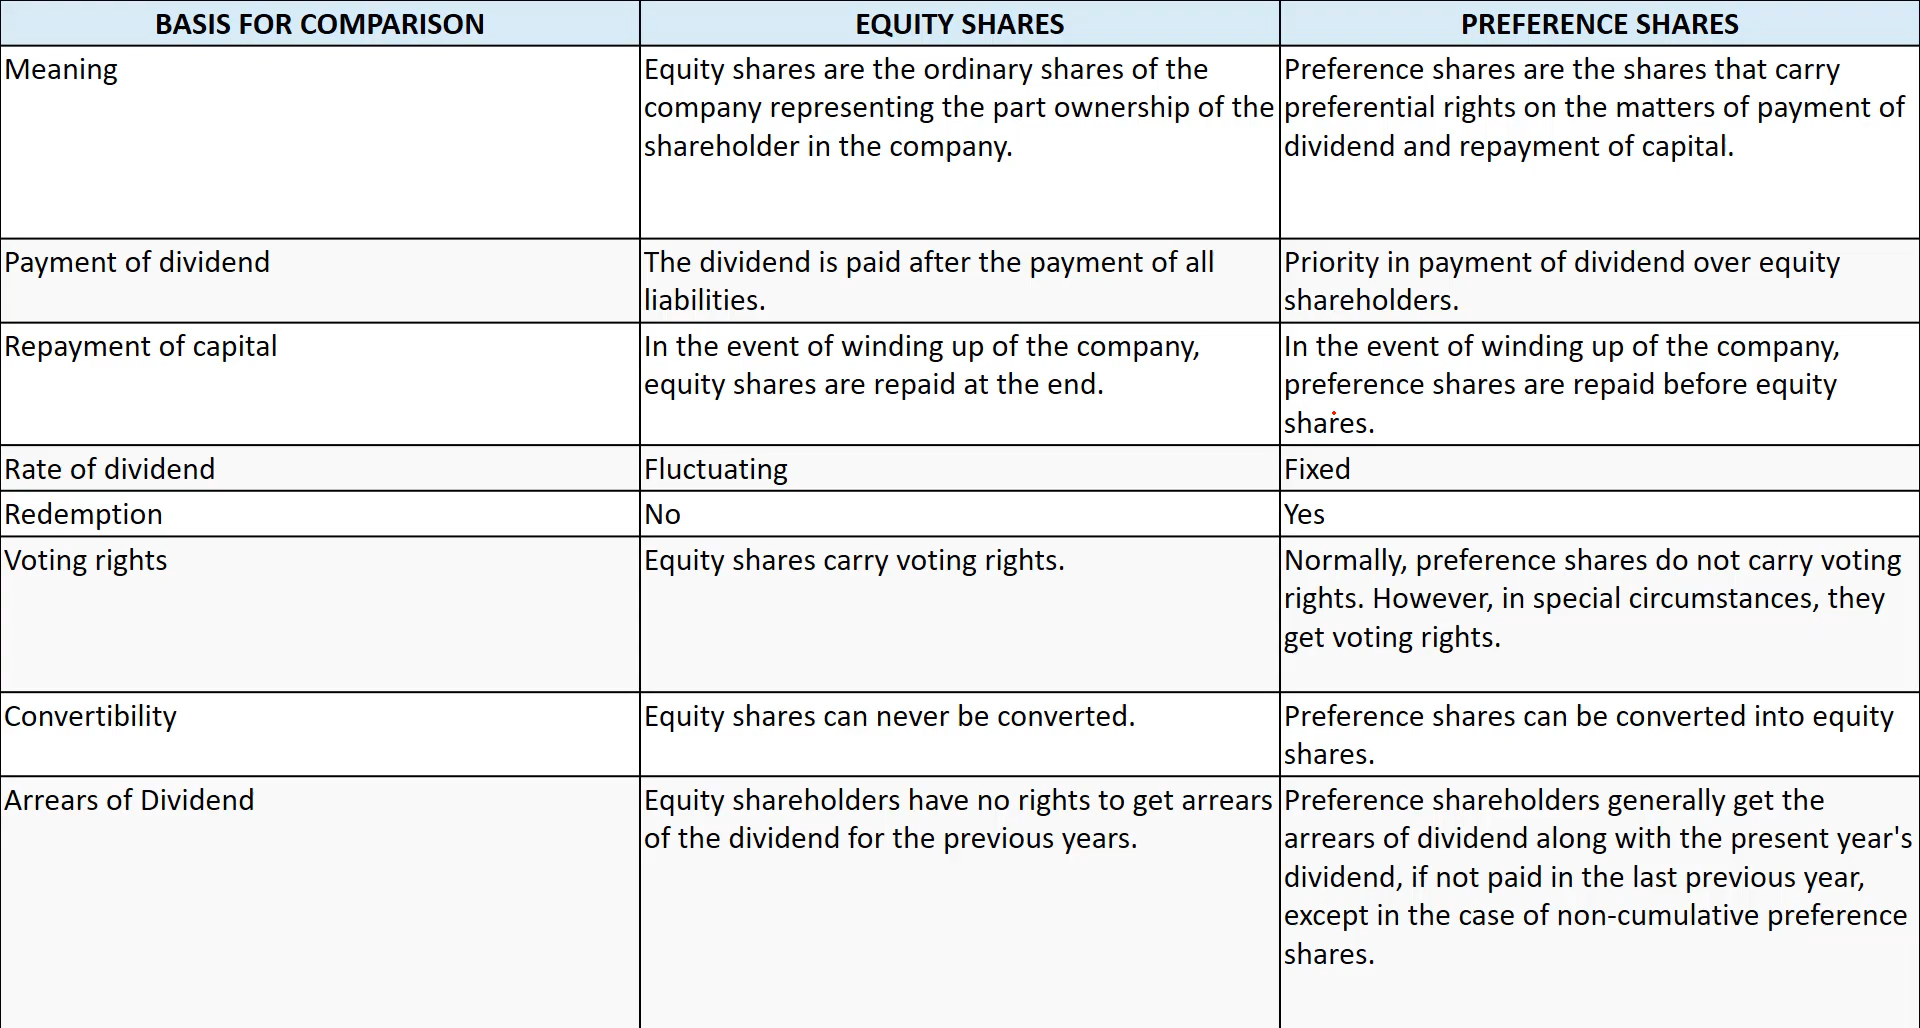 BASIS FOR COMPARISON
EQUITY SHARES
PREFERENCE SHARES
Meaning
Equity shares are the ordinary shares of the
company representing the part ownership of the
shareholder in the company.
Preference shares are the shares that carry
preferential rights on the matters of payment of
dividend and repayment of capital.
Payment of dividend
The dividend is paid after the payment of all
liabilities.
Priority in payment of dividend over equity
shareholders.
Repayment of capital
In the event of winding up of the company,
equity shares are repaid at the end.
In the event of winding up of the company,
preference shares are repaid before equity
shares.
Rate of dividend
Fluctuating
Fixed
Redemption
No
Yes
Voting rights
Equity shares carry voting rights.
Normally, preference shares do not carry voting
rights. However, in special circumstances, they
get voting rights.
Convertibility
Equity shares can never be converted.
Preference shares can be converted into equity
shares.
Arrears of Dividend
Equity shareholders have no rights to get arrears
of the dividend for the previous years.
Preference shareholders generally get the
arrears of dividend along with the present year's
dividend, if not paid in the last previous year,
except in the case of non-cumulative preference
shares.